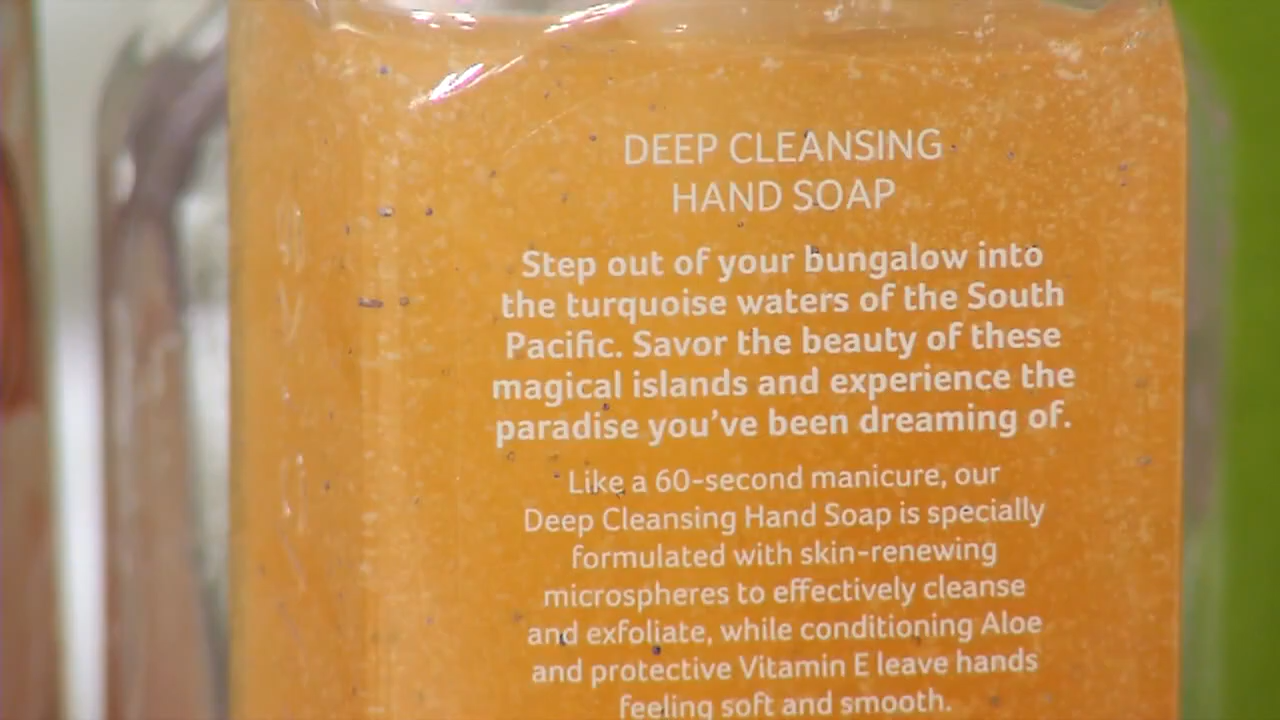 DEEP CLEANSING
HAND SOAP
Step out of your bungalow into
the turquoise waters of the South
Pacific. Savor the beauty of these
magical islands and experience the
paradise you've been dreaming of.
Like a 60-second manicure, our
Deep Cleansing Hand Soap is specially
formulated with skin-renewing
microspheres to effectively cleanse
and exfoliate, while conditioning Aloe
and protective Vitamin E leave hands
feeling soft and smooth.